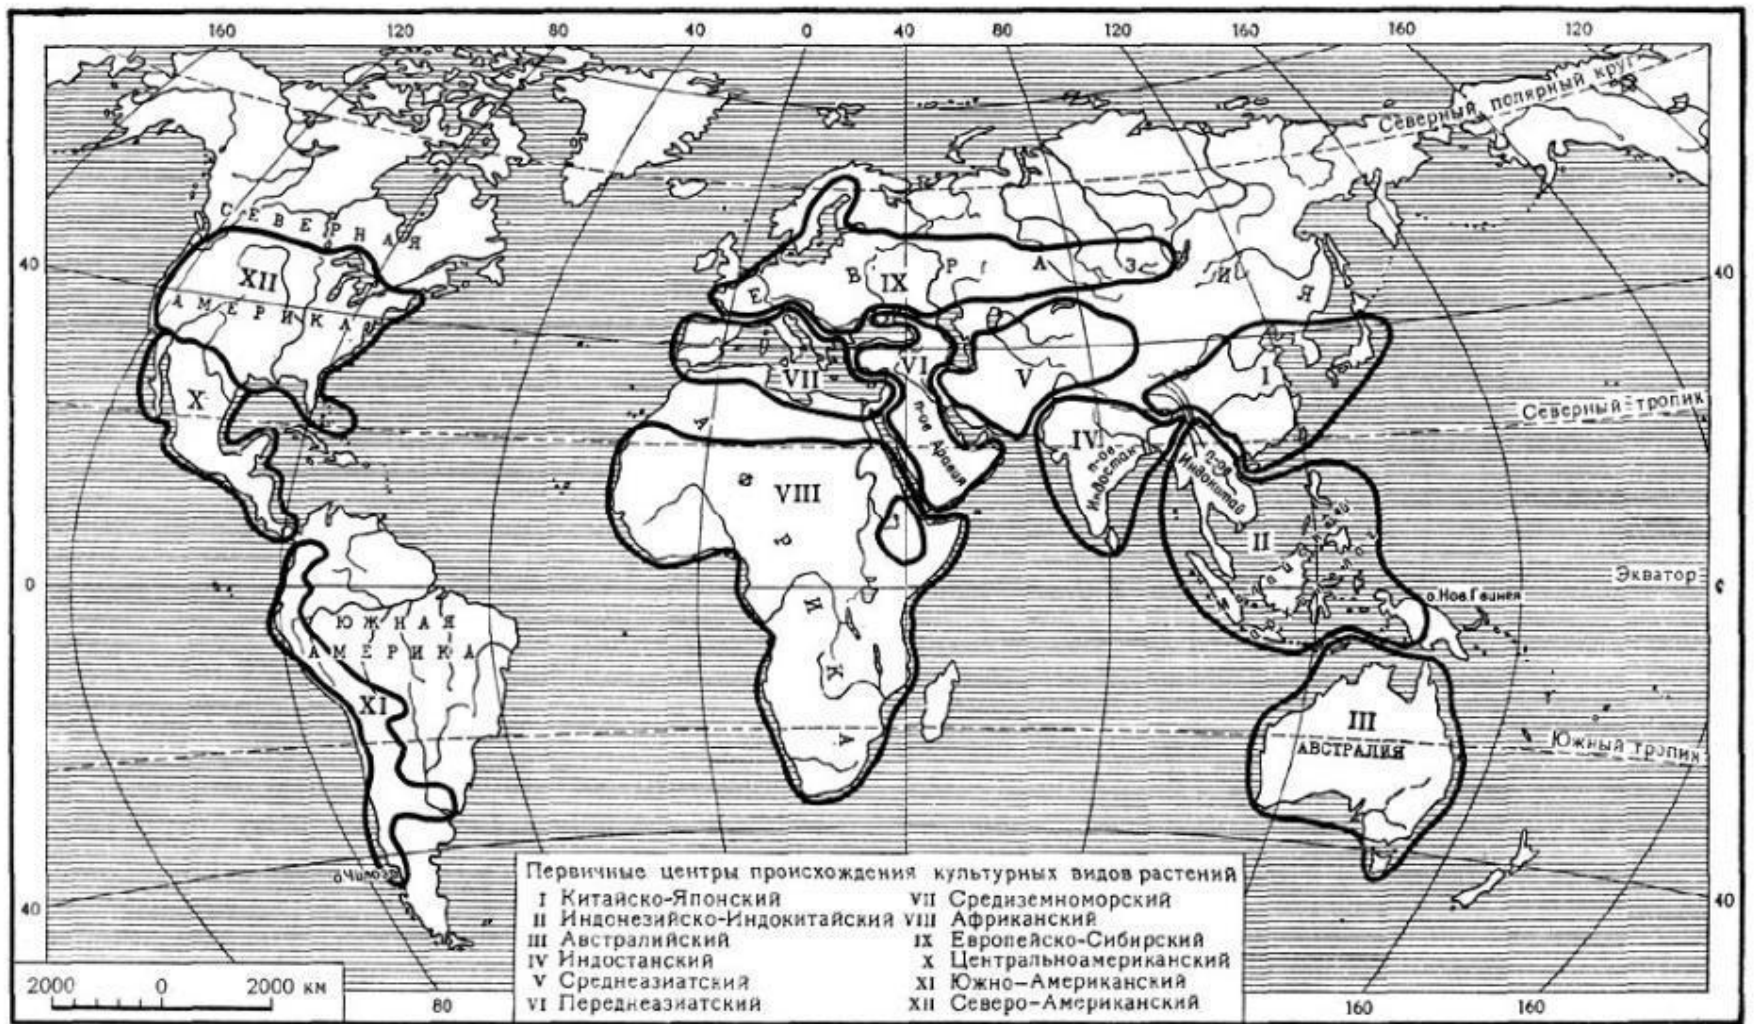 160 120 80 40 0 40 80 120 160 160 120
Северный полярный круг
СЕВЕРНАЯ
АМЕРИКА
XII
40
ЕВРАЗИЯ
IX
40
VII
VI
V
I
X
Северный тропик
А Ф Р И К А
VIII
п-ов Аравия
IV
п-ов Индостан
п-ов Индокитай
II
0
Экватор
о.Нов.Гвинея
ЮЖНАЯ
АМЕРИКА
XI
III
АВСТРАЛИЯ
Южный тропик
о.Чилоэ
40
40
Первичные центры происхождения культурных видов растений
I Китайско-Японский
II Индонезийско-Индокитайский
III Австралийский
IV Индостанский
V Среднеазиатский
VI Переднеазиатский
VII Средиземноморский
VIII Африканский
IX Европейско-Сибирский
X Центральноамериканский
XI Южно-Американский
XII Северо-Американский
2000 0 2000 км
80
160
160